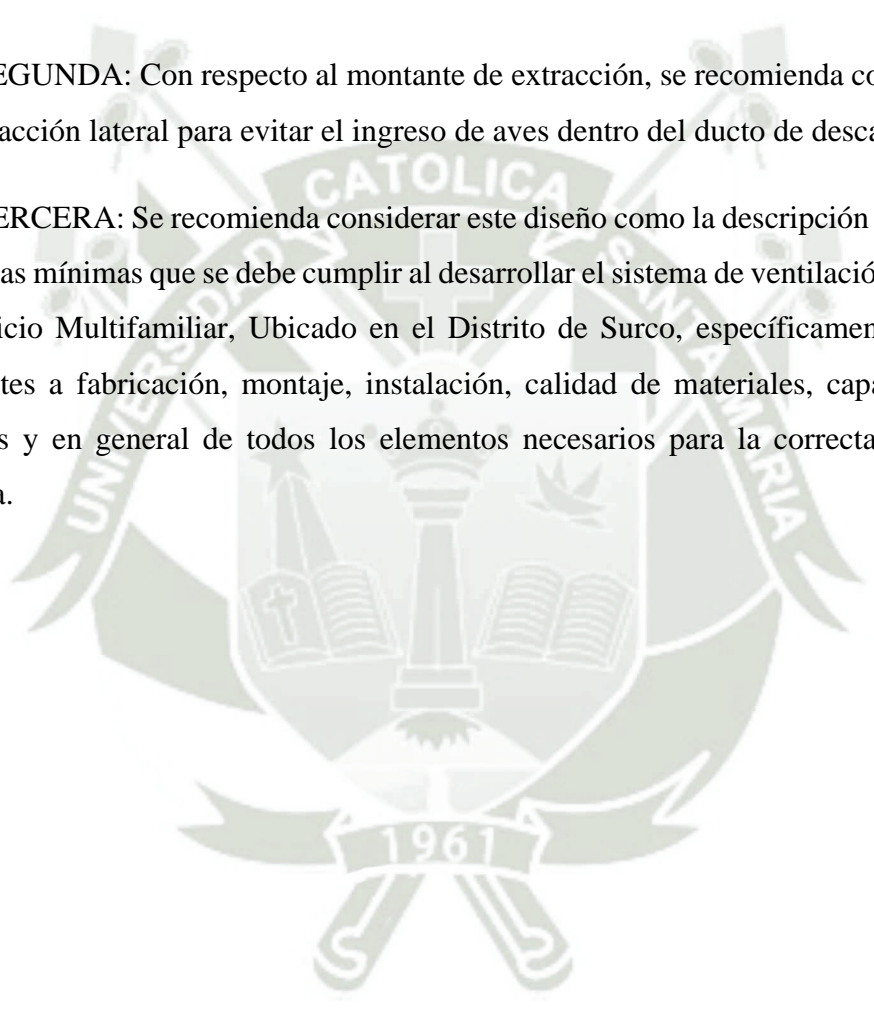 EGUNDA: Con respecto al montante de extracción, se recomienda co
acción lateral para evitar el ingreso de aves dentro del ducto de desca
ERCERA: Se recomienda considerar este diseño como la descripción
as mínimas que se debe cumplir al desarrollar el sistema de ventilació
icio Multifamiliar, Ubicado en el Distrito de Surco, específicamen
tes a fabricación, montaje, instalación, calidad de materiales, capa
s y en general de todos los elementos necesarios para la correcta
a.
UNIVERSIDAD CATOLICA SANTA MARIA
1961